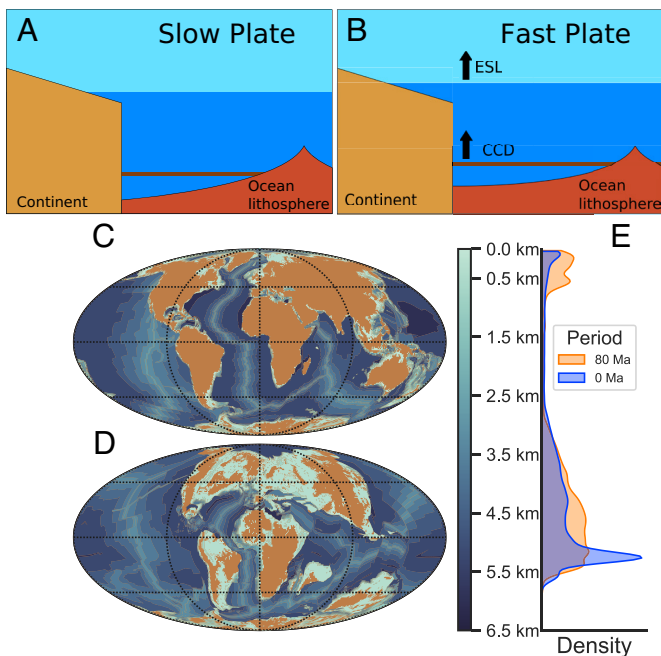 A
Slow Plate
Continent
Ocean
lithosphere
B
Fast Plate
ESL
CCD
Continent
Ocean
lithosphere
C
D
0.0 km
0.5 km
1.5 km
2.5 km
3.5 km
4.5 km
5.5 km
6.5 km
E
Period
80 Ma
0 Ma
Density